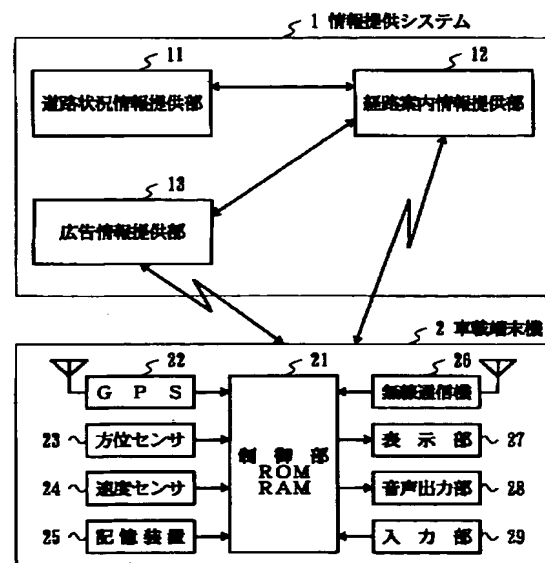 1 情報提供システム
11
道路状況情報提供部
12
経路案内情報提供部
13
広告情報提供部
2 車載端末機
22
GPS
21
制御部
ROM
RAM
26
無線通信機
23
方位センサ
表示部
27
24
速度センサ
音声出力部
28
25
記憶装置
入力部
29